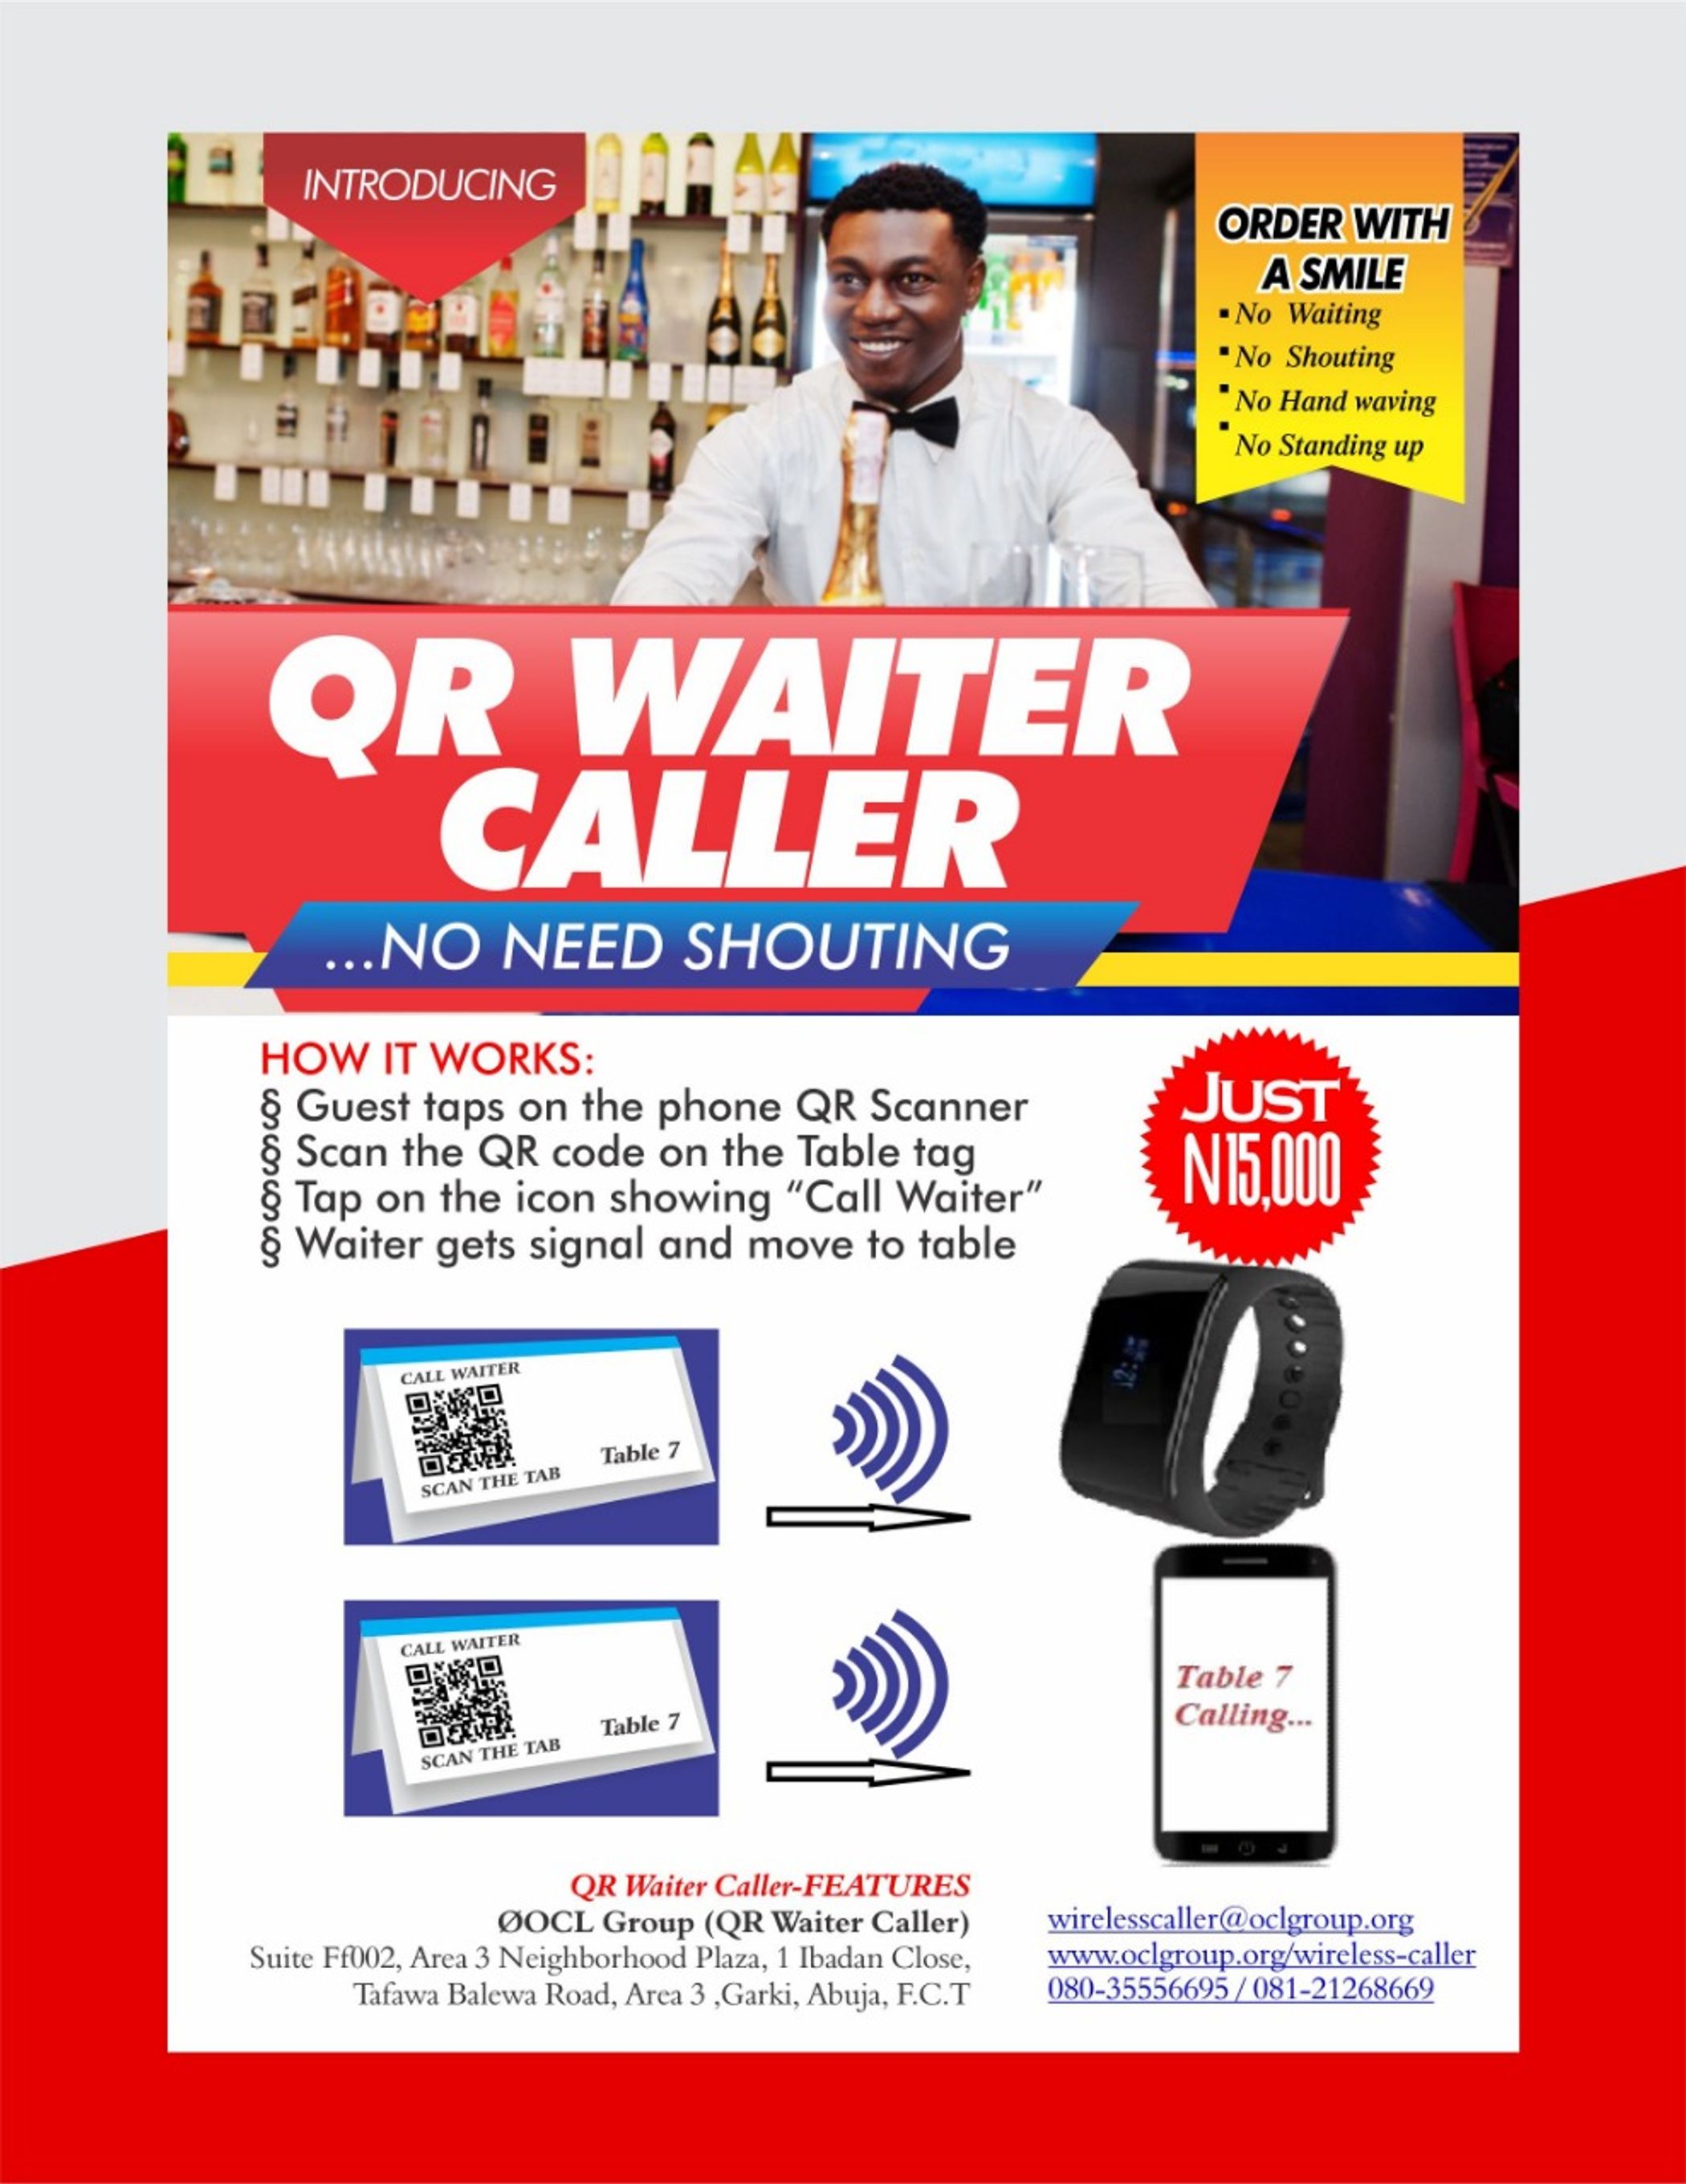 INTRODUCING
ORDER WITH
A SMILE
▪ No Waiting
▪ No Shouting
▪ No Hand waving
▪ No Standing up
QR WAITER
CALLER
...NO NEED SHOUTING
HOW IT WORKS:
§ Guest taps on the phone QR Scanner
§ Scan the QR code on the Table tag
§ Tap on the icon showing “Call Waiter”
§ Waiter gets signal and move to table
JUST
N15,000
CALL WAITER
Table 7
SCAN THE TAB
CALL WAITER
Table 7
SCAN THE TAB
Table 7
Calling...
QR Waiter Caller-FEATURES
ØOCL Group (QR Waiter Caller)
Suite Ff002, Area 3 Neighborhood Plaza, 1 Ibadan Close,
Tafawa Balewa Road, Area 3 ,Garki, Abuja, F.C.T
wirelesscaller@oclgroup.org
www.oclgroup.org/wireless-caller
080-35556695 / 081-21268669